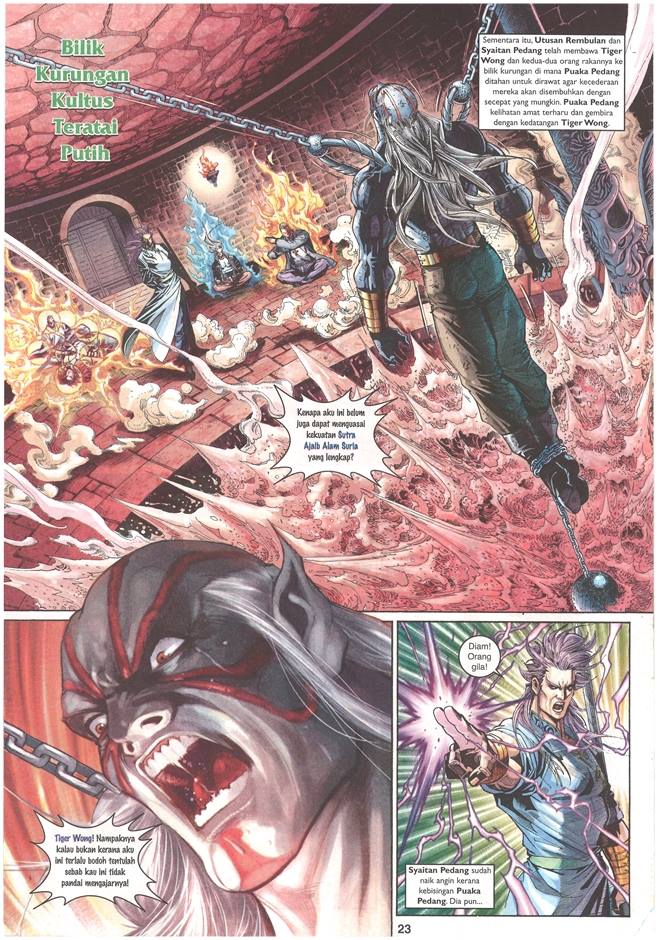 Bilik
Kurungan
Kultus
Teratai
Putih
Sementara itu, Utusan Rembulan dan
Syaitan Pedang telah membawa Tiger
Wong dan kedua-dua orang rakannya ke
bilik kurungan di mana Puaka Pedang
ditahan untuk dirawat agar kecederaan
mereka akan disembuhkan dengan
secepat yang mungkin. Puaka Pedang
kelihatan amat terharu dan gembira
dengan kedatangan Tiger Wong.
Kenapa aku ini belum
juga dapat menguasai
kekuatan Sutra
Ajaib Alam Suria
yang lengkap?
Tiger Wong! Nampaknya
kalau bukan kerana aku
ini terlalu bodoh tentulah
sebab kau ini tidak
pandai mengajarnya!
Diam!
Orang
gila!
Syaitan Pedang sudah
naik angin kerana
kebisingan Puaka
Pedang. Dia pun...
23